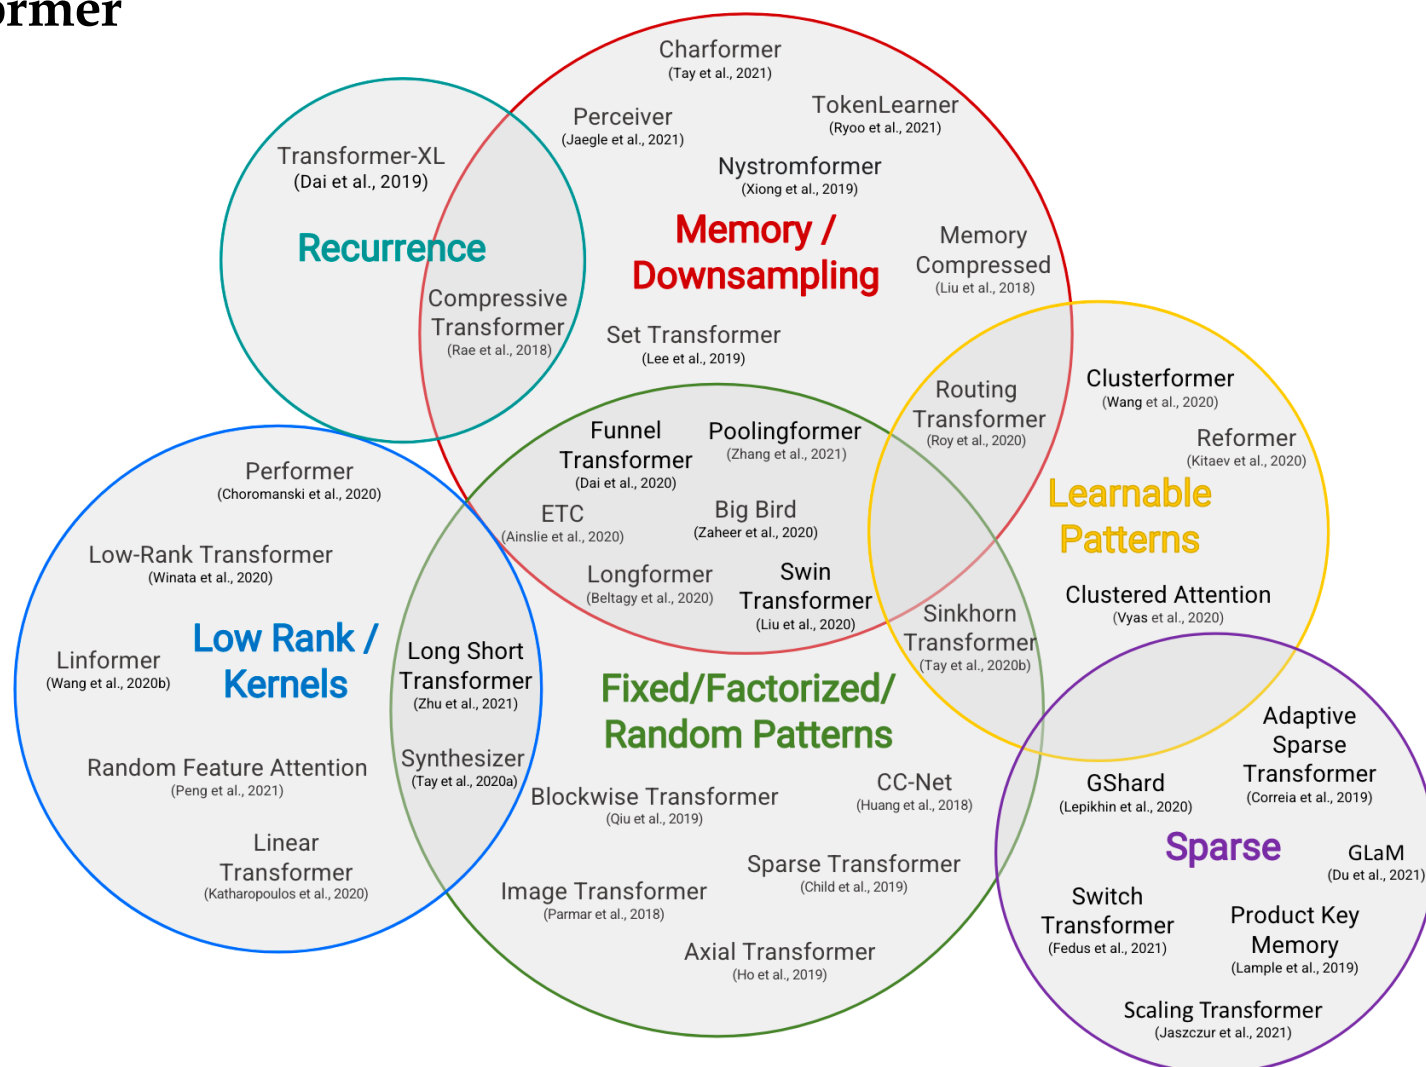 ormer
Charformer
(Tay et al., 2021)
Perceiver
(Jaegle et al., 2021)
TokenLearner
(Ryoo et al., 2021)
Transformer-XL
(Dai et al., 2019)
Nystromformer
(Xiong et al., 2019)
Recurrence
Memory /
Downsampling
Memory
Compressed
(Liu et al., 2018)
Compressive
Transformer
(Rae et al., 2018)
Set Transformer
(Lee et al., 2019)
Routing
Transformer
(Roy et al., 2020)
Clusterformer
(Wang et al., 2020)
Reformer
(Kitaev et al., 2020)
Learnable
Patterns
Funnel
Transformer
(Dai et al., 2020)
Poolingformer
(Zhang et al., 2021)
ETC
(Ainslie et al., 2020)
Big Bird
(Zaheer et al., 2020)
Longformer
(Beltagy et al., 2020)
Swin
Transformer
(Liu et al., 2020)
Sinkhorn
Transformer
(Tay et al., 2020b)
Clustered Attention
(Vyas et al., 2020)
Performer
(Choromanski et al., 2020)
Low-Rank Transformer
(Winata et al., 2020)
Low Rank /
Kernels
Linformer
(Wang et al., 2020b)
Long Short
Transformer
(Zhu et al., 2021)
Synthesizer
(Tay et al., 2020a)
Random Feature Attention
(Peng et al., 2021)
Linear
Transformer
(Katharopoulos et al., 2020)
Fixed/Factorized/
Random Patterns
Blockwise Transformer
(Qiu et al., 2019)
CC-Net
(Huang et al., 2018)
Sparse Transformer
(Child et al., 2019)
Image Transformer
(Parmar et al., 2018)
Axial Transformer
(Ho et al., 2019)
Adaptive
Sparse
Transformer
(Correia et al., 2019)
GShard
(Lepikhin et al., 2020)
Sparse
GLaM
(Du et al., 2021)
Switch
Transformer
(Fedus et al., 2021)
Product Key
Memory
(Lample et al., 2019)
Scaling Transformer
(Jaszczur et al., 2021)